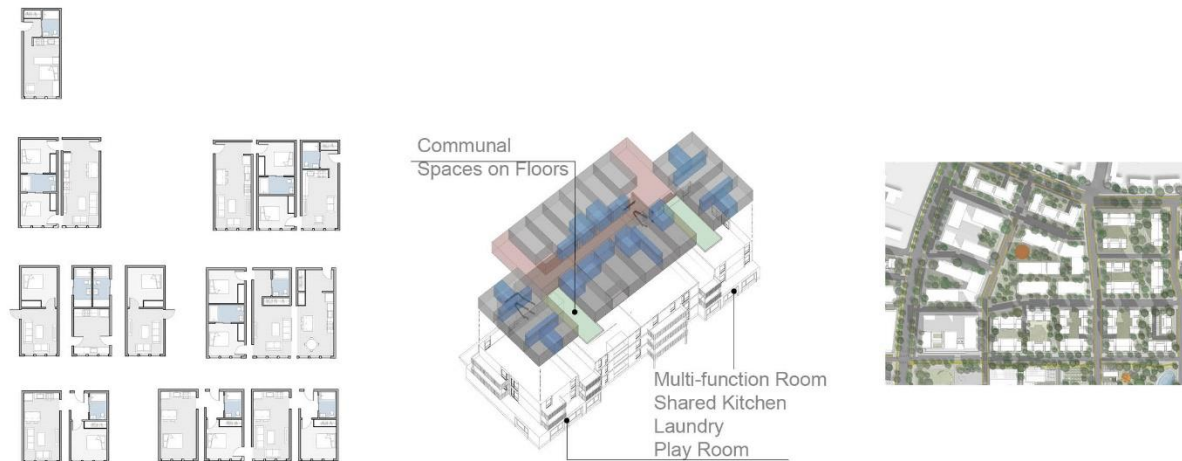 Communal
Spaces on Floors
Multi-function Room
Shared Kitchen
Laundry
Play Room